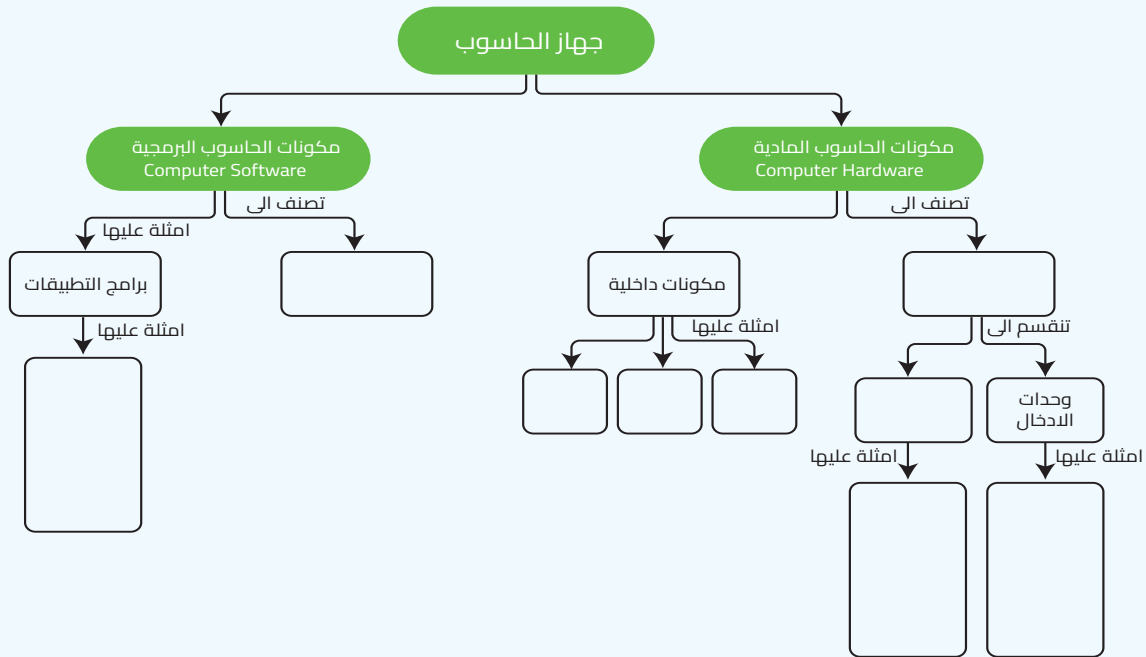 جهاز الحاسوب
مكونات الحاسوب المادية
Computer Hardware
مكونات الحاسوب البرمجية
Computer Software
تصنف الى
تصنف الى
امثلة عليها
مكونات داخلية
برامج التطبيقات
تنقسم الى
امثلة عليها
امثلة عليها
وحدات
الادخال
امثلة عليها
امثلة عليها